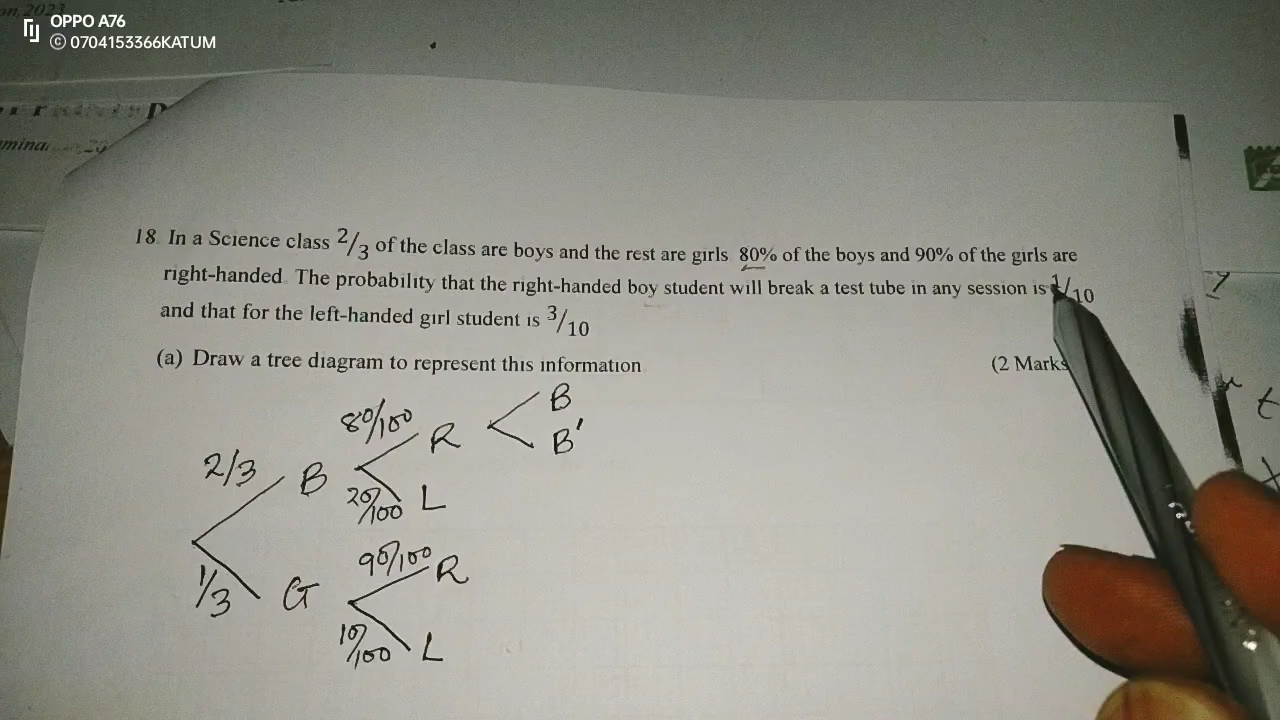 on, 2023
OPPO A76
© 0704153366KATUM
18. In a Science class 2/3 of the class are boys and the rest are girls. 80% of the boys and 90% of the girls are
right-handed. The probability that the right-handed boy student will break a test tube in any session is 1/10
and that for the left-handed girl student is 3/10
(a) Draw a tree diagram to represent this information
(2 Marks
80/100 R B
B'
2/3 B
20/100 L
90/100 R
1/3 G
10/100 L